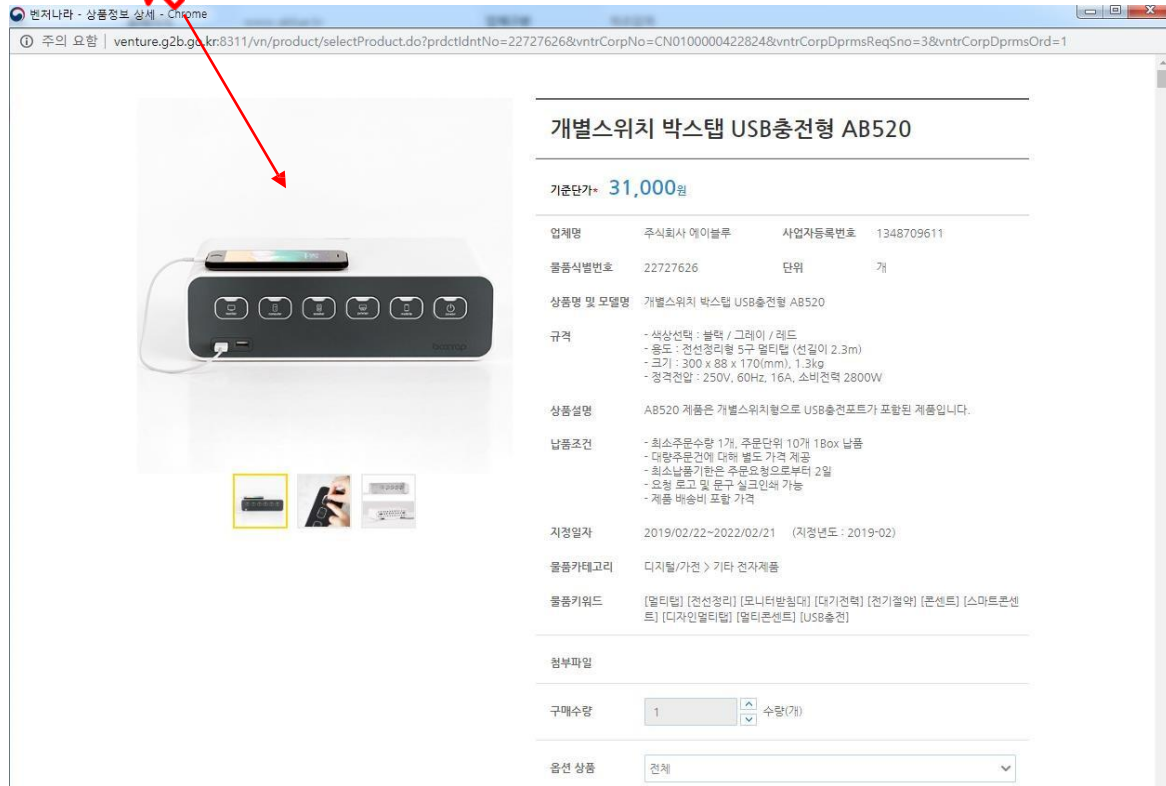 벤처나라 - 상품정보 상세 - Chrome
주의 요함 | venture.g2b.go.kr:8311/vn/product/selectProduct.do?prdctIdntNo=22727626&vntrCorpNo=CN0100000422824&vntrCorpDprmsReqSno=3&vntrCorpDprmsOrd=1
개별스위치 박스탭 USB충전형 AB520
기준단가* 31,000원
업체명 주식회사 에이블루 사업자등록번호 1348709611
물품식별번호 22727626 단위 개
상품명 및 모델명 개별스위치 박스탭 USB충전형 AB520
규격 - 색상선택 : 블랙 / 그레이 / 레드
- 용도 : 전선정리형 5구 멀티탭 (선길이 2.3m)
- 크기 : 300 x 88 x 170(mm), 1.3kg
- 정격전압 : 250V, 60Hz, 16A, 소비전력 2800W
상품설명 AB520 제품은 개별스위치형으로 USB충전포트가 포함된 제품입니다.
납품조건 - 최소주문수량 1개, 주문단위 10개 1Box 납품
- 대량주문건에 대해 별도 가격 제공
- 최소납품기한은 주문요청으로부터 2일
- 요청 로고 및 문구 실크인쇄 가능
- 제품 배송비 포함 가격
지정일자 2019/02/22~2022/02/21 (지정년도 : 2019-02)
물품카테고리 디지털/가전 > 기타 전자제품
물품키워드 [멀티탭] [전선정리] [모니터받침대] [대기전력] [전기절약] [콘센트] [스마트콘센
트] [디자인멀티탭] [멀티콘센트] [USB충전]
첨부파일
구매수량 1 수량(개)
옵션 상품 전체